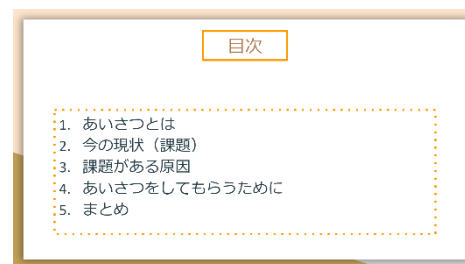 目次
1. あいさつとは
2. 今の現状（課題）
3. 課題がある原因
4. あいさつをしてもらうために
5. まとめ